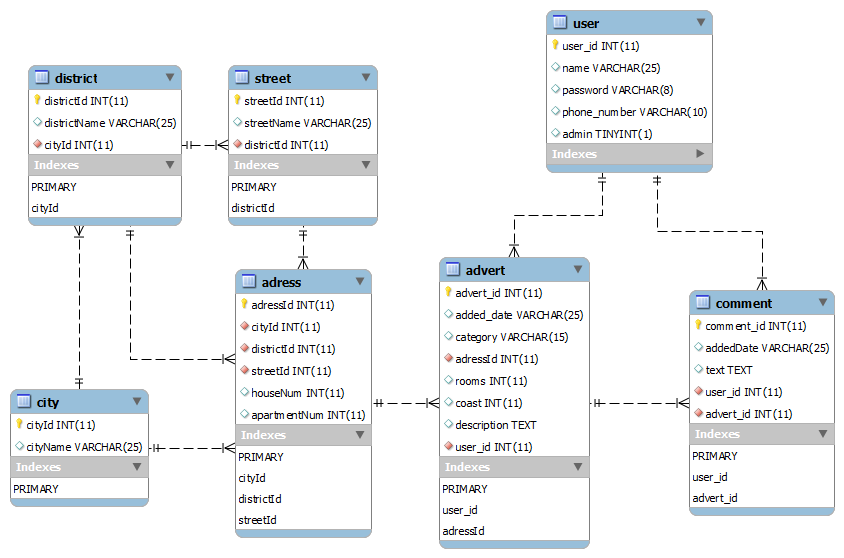 user
user_id INT(11)
name VARCHAR(25)
password VARCHAR(8)
phone_number VARCHAR(10)
admin TINYINT(1)
Indexes
district
districtId INT(11)
districtName VARCHAR(25)
cityId INT(11)
Indexes
PRIMARY
cityId
street
streetId INT(11)
streetName VARCHAR(25)
districtId INT(11)
Indexes
PRIMARY
districtId
adress
adressId INT(11)
cityId INT(11)
districtId INT(11)
streetId INT(11)
houseNum INT(11)
apartmentNum INT(11)
Indexes
PRIMARY
cityId
districtId
streetId
advert
advert_id INT(11)
added_date VARCHAR(25)
category VARCHAR(15)
adressId INT(11)
rooms INT(11)
coast INT(11)
description TEXT
user_id INT(11)
Indexes
PRIMARY
user_id
adressId
comment
comment_id INT(11)
addedDate VARCHAR(25)
text TEXT
user_id INT(11)
advert_id INT(11)
Indexes
PRIMARY
user_id
advert_id
city
cityId INT(11)
cityName VARCHAR(25)
Indexes
PRIMARY